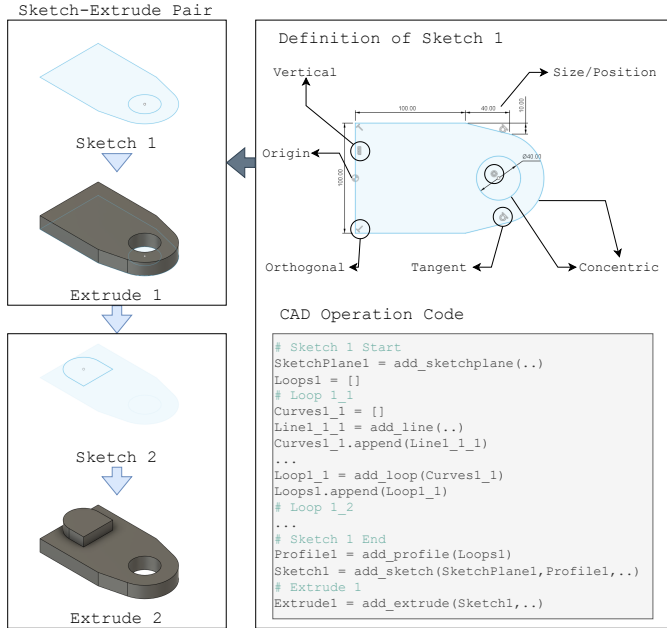 Sketch-Extrude Pair
Sketch 1
Extrude 1
Sketch 2
Extrude 2
Definition of Sketch 1
Vertical
Size/Position
100.00
40.00
10.00
Origin
Ø40.00
100.00
Orthogonal
Tangent
Concentric
CAD Operation Code
# Sketch 1 Start
SketchPlane1 = add_sketchplane(..)
Loops1 = []
# Loop 1_1
Curves1_1 = []
Line1_1_1 = add_line(..)
Curves1_1.append(Line1_1_1)
...
Loop1_1 = add_loop(Curves1_1)
Loops1.append(Loop1_1)
# Loop 1_2
...
# Sketch 1 End
Profile1 = add_profile(Loops1)
Sketch1 = add_sketch(SketchPlane1,Profile1,..)
# Extrude 1
Extrude1 = add_extrude(Sketch1,..)